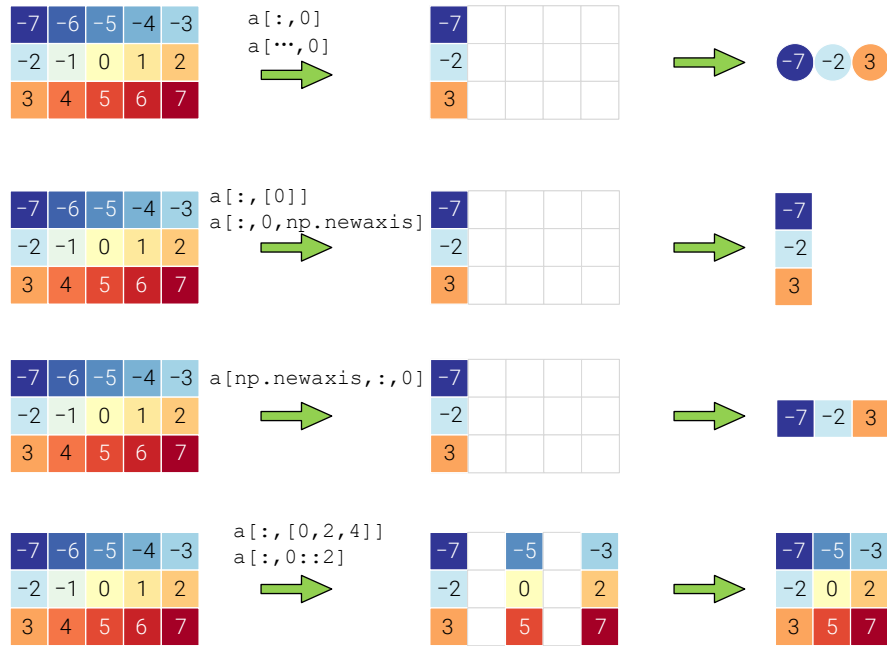 a[:,0]
a[⋯,0]
−7 −6 −5 −4 −3
−2 −1 0 1 2
3 4 5 6 7
−7
−2
3
−7 −2 3
a[:,[0]]
a[:,0,np.newaxis]
−7 −6 −5 −4 −3
−2 −1 0 1 2
3 4 5 6 7
−7
−2
3
−7
−2
3
a[np.newaxis,:,0]
−7 −6 −5 −4 −3
−2 −1 0 1 2
3 4 5 6 7
−7
−2
3
−7 −2 3
a[:,[0,2,4]]
a[:,0::2]
−7 −6 −5 −4 −3
−2 −1 0 1 2
3 4 5 6 7
−7 −5 −3
−2 0 2
3 5 7
−7 −5 −3
−2 0 2
3 5 7